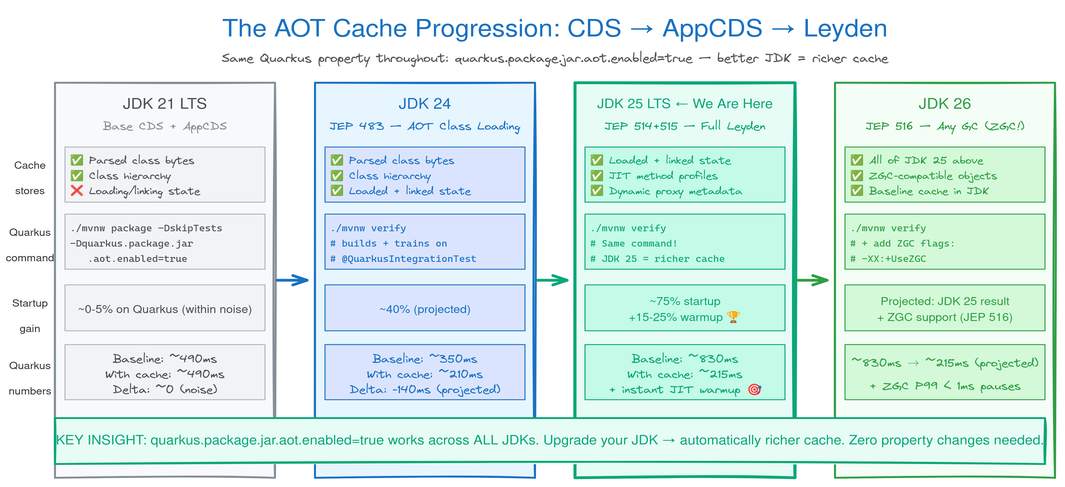 The AOT Cache Progression: CDS → AppCDS → Leyden
Same Quarkus property throughout: quarkus.package.jar.aot.enabled=true — better JDK = richer cache
JDK 21 LTS
Base CDS + AppCDS
JDK 24
JEP 483 — AOT Class Loading
JDK 25 LTS ← We Are Here
JEP 514+515 — Full Leyden
JDK 26
JEP 516 — Any GC (ZGC!)
Cache
stores
✅ Parsed class bytes
✅ Class hierarchy
❌ Loading/linking state
✅ Parsed class bytes
✅ Class hierarchy
✅ Loaded + linked state
✅ Loaded + linked state
✅ JIT method profiles
✅ Dynamic proxy metadata
✅ All of JDK 25 above
✅ ZGC-compatible objects
✅ Baseline cache in JDK
Quarkus
command
./mvnw package -DskipTests
-Dquarkus.package.jar
.aot.enabled=true
./mvnw verify
# builds + trains on
# @QuarkusIntegrationTest
./mvnw verify
# Same command!
# JDK 25 = richer cache
./mvnw verify
# + add ZGC flags:
# -XX:+UseZGC
Startup
gain
~0-5% on Quarkus (within noise)
~40% (projected)
~75% startup
+15-25% warmup 🏆
Projected: JDK 25 result
+ ZGC support (JEP 516)
Quarkus
numbers
Baseline: ~490ms
With cache: ~490ms
Delta: ~0 (noise)
Baseline: ~350ms
With cache: ~210ms
Delta: -140ms (projected)
Baseline: ~830ms
With cache: ~215ms
+ instant JIT warmup 🎯
~830ms → ~215ms (projected)
+ ZGC P99 < 1ms pauses
KEY INSIGHT: quarkus.package.jar.aot.enabled=true works across ALL JDKs. Upgrade your JDK → automatically richer cache. Zero property changes needed.